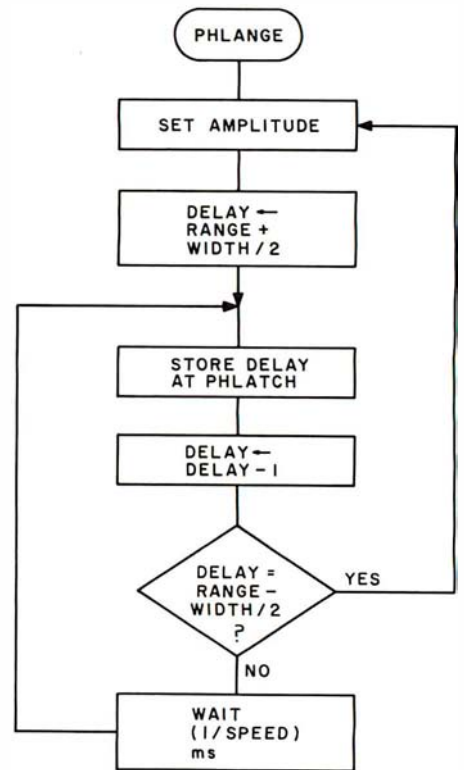 PHLANGE
SET AMPLITUDE
DELAY ←
RANGE +
WIDTH / 2
STORE DELAY
AT PHLATCH
DELAY ←
DELAY - 1
DELAY =
RANGE -
WIDTH / 2
?
YES
NO
WAIT
(1/SPEED)
ms